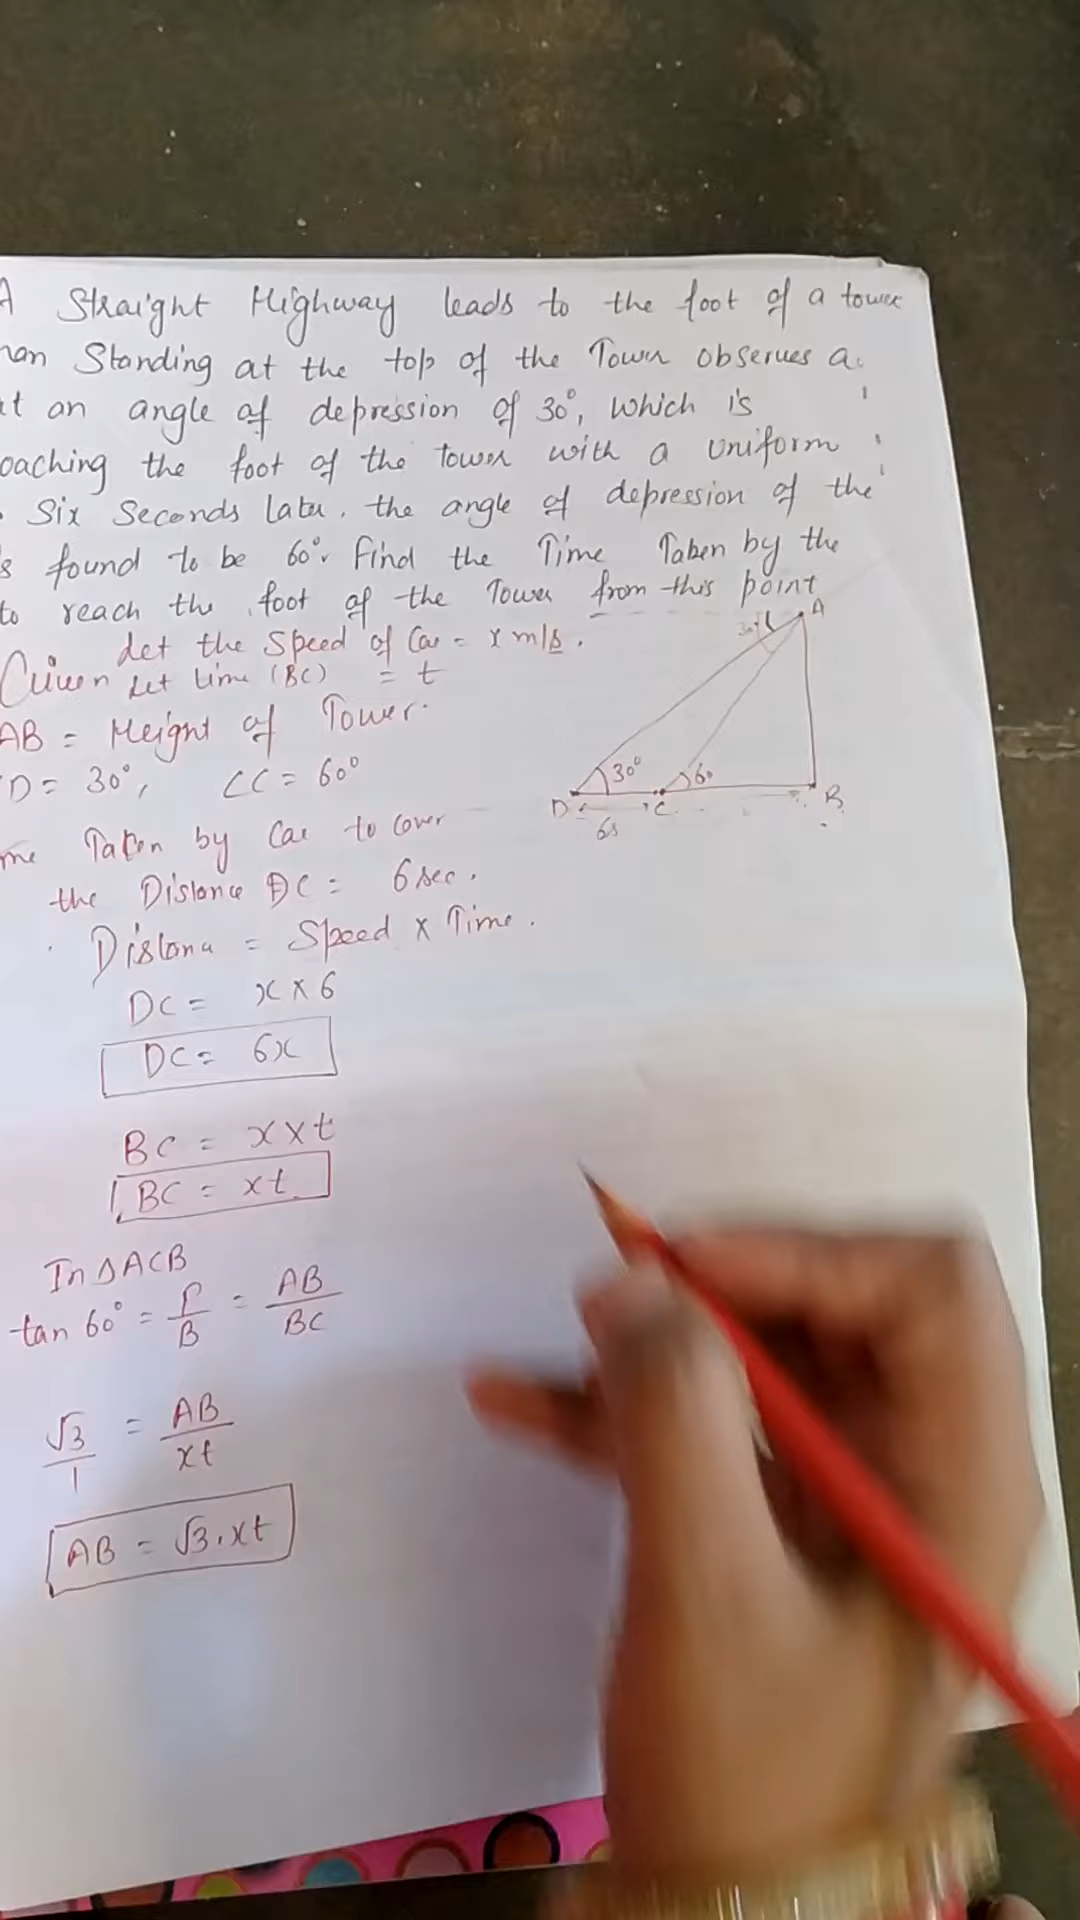 A Straight Highway leads to the foot of a tower
man Standing at the top of the Tower observes a
at an angle of depression of 30°, which is
oaching the foot of the tower with a uniform
Six Seconds later, the angle of depression of the
s found to be 60°. Find the Time Taken by the
to reach the foot of the Tower from this point
Let the Speed of Car = x m/s.
Given Let time (BC) = t
AB = Height of Tower.
D = 30°, ∠C = 60°
me Taken by Car to cover
the Distance DC = 6 sec.
Distance = Speed × Time.
DC = x × 6
DC = 6x
BC = x × t
BC = xt
In ΔACB
tan 60° = P/B = AB/BC
√3/1 = AB/xt
AB = √3.xt
A
30°
30°
60
D
C
B
6s